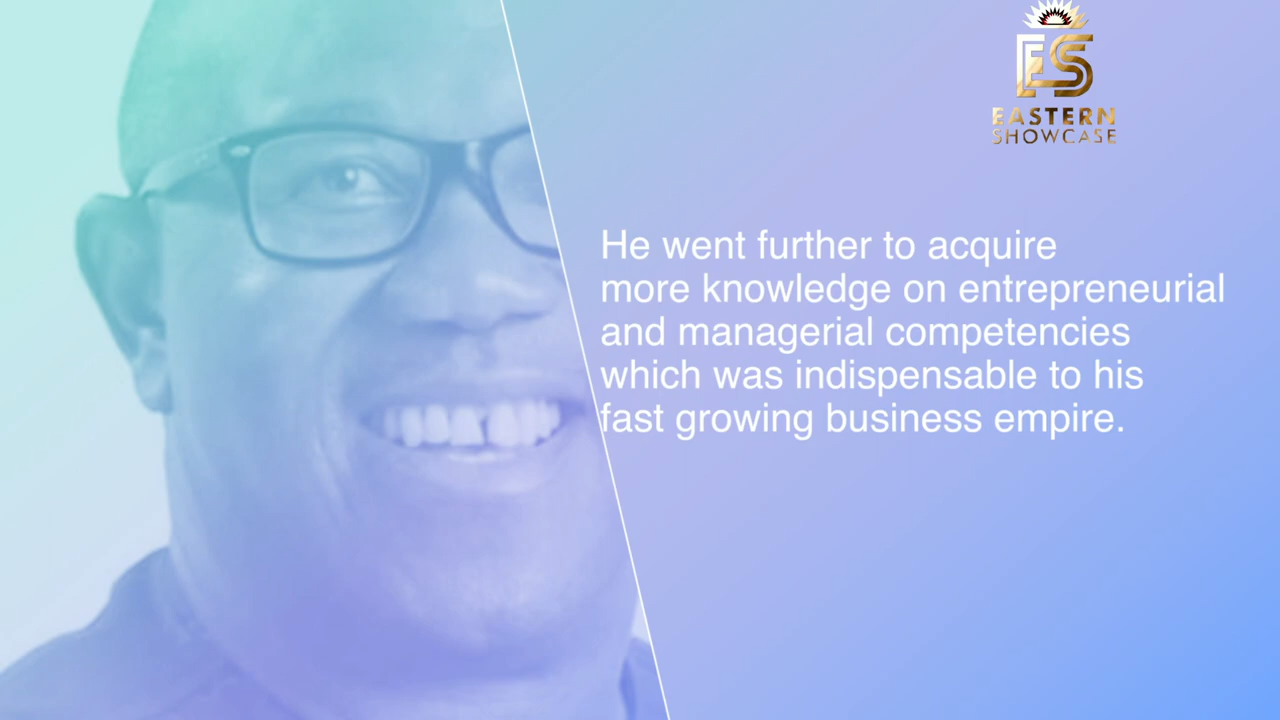 EASTERN
SHOWCASE
He went further to acquire
more knowledge on entrepreneurial
and managerial competencies
which was indispensable to his
fast growing business empire.